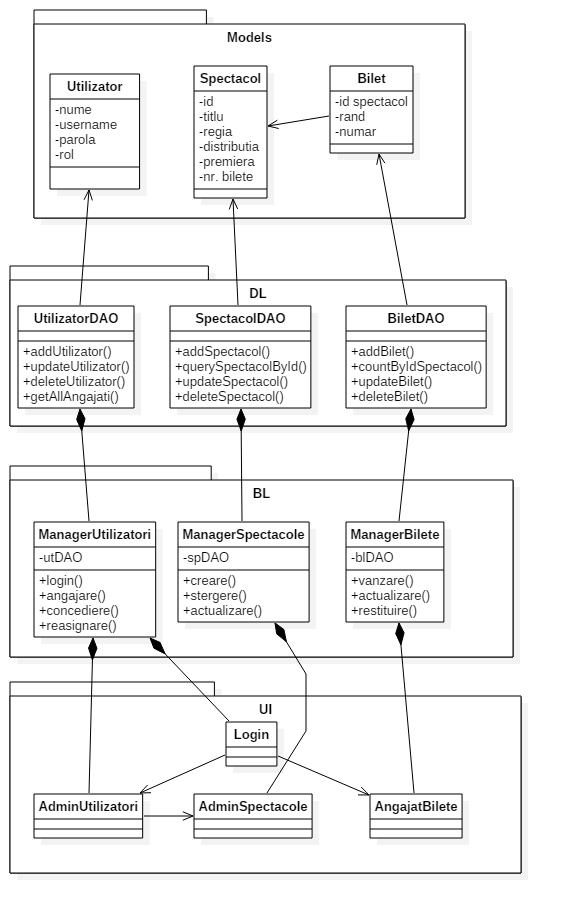 Models
Utilizator
-nume
-username
-parola
-rol
Spectacol
-id
-titlu
-regia
-distributia
-premiera
-nr. bilete
Bilet
-id spectacol
-rand
-numar
DL
UtilizatorDAO
+addUtilizator()
+updateUtilizator()
+deleteUtilizator()
+getAllAngajati()
SpectacolDAO
+addSpectacol()
+querySpectacolById()
+updateSpectacol()
+deleteSpectacol()
BiletDAO
+addBilet()
+countByIdSpectacol()
+updateBilet()
+deleteBilet()
BL
ManagerUtilizatori
-utDAO
+login()
+angajare()
+concediere()
+reasignare()
ManagerSpectacole
-spDAO
+creare()
+stergere()
+actualizare()
ManagerBilete
-blDAO
+vanzare()
+actualizare()
+restituire()
UI
Login
AdminUtilizatori
AdminSpectacole
AngajatBilete